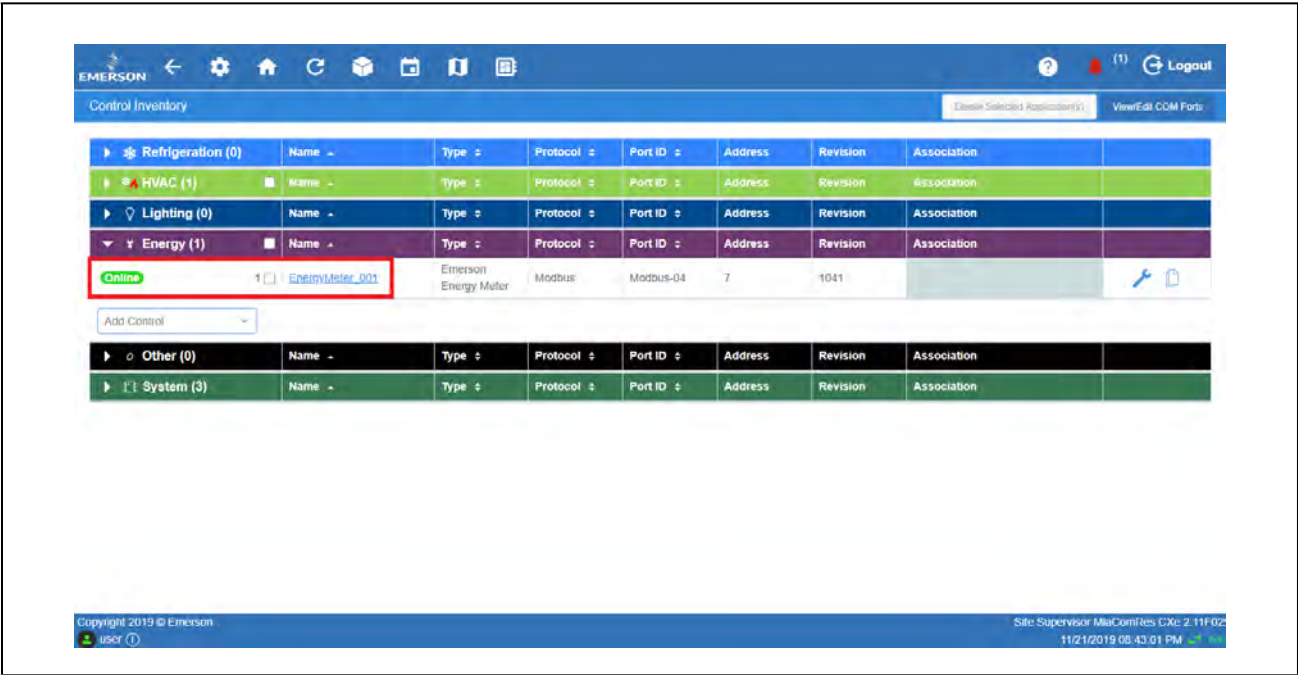 EMERSON
(1) Logout
Control Inventory Delete Selected Application(s) View/Edit COM Ports
Refrigeration (0) Name Type Protocol Port ID Address Revision Association
HVAC (1) Name Type Protocol Port ID Address Revision Association
Lighting (0) Name Type Protocol Port ID Address Revision Association
Energy (1) Name Type Protocol Port ID Address Revision Association
Online 1 EnergyMeter_001 Emerson Modbus Modbus-04 7 1041
Energy Meter
Add Control
Other (0) Name Type Protocol Port ID Address Revision Association
System (3) Name Type Protocol Port ID Address Revision Association
Copyright 2019 © Emerson Site Supervisor MiaComRes CXe 2.11F02
user 11/21/2019 08:43:01 PM